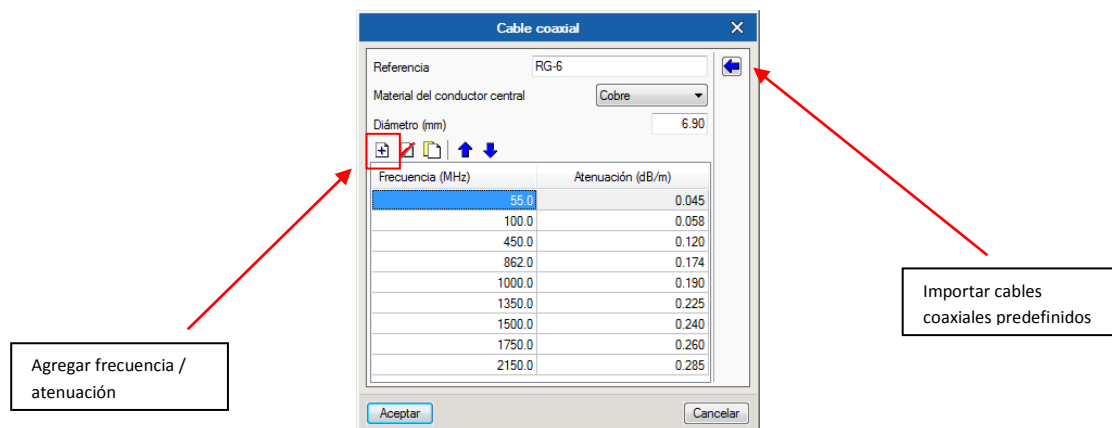 Cable coaxial
Referencia RG-6
Material del conductor central Cobre
Diámetro (mm) 6.90
Frecuencia (MHz) Atenuación (dB/m)
55.0 0.045
100.0 0.058
450.0 0.120
862.0 0.174
1000.0 0.190
1350.0 0.225
1500.0 0.240
1750.0 0.260
2150.0 0.285
Aceptar Cancelar
Agregar frecuencia /
atenuación
Importar cables
coaxiales predefinidos